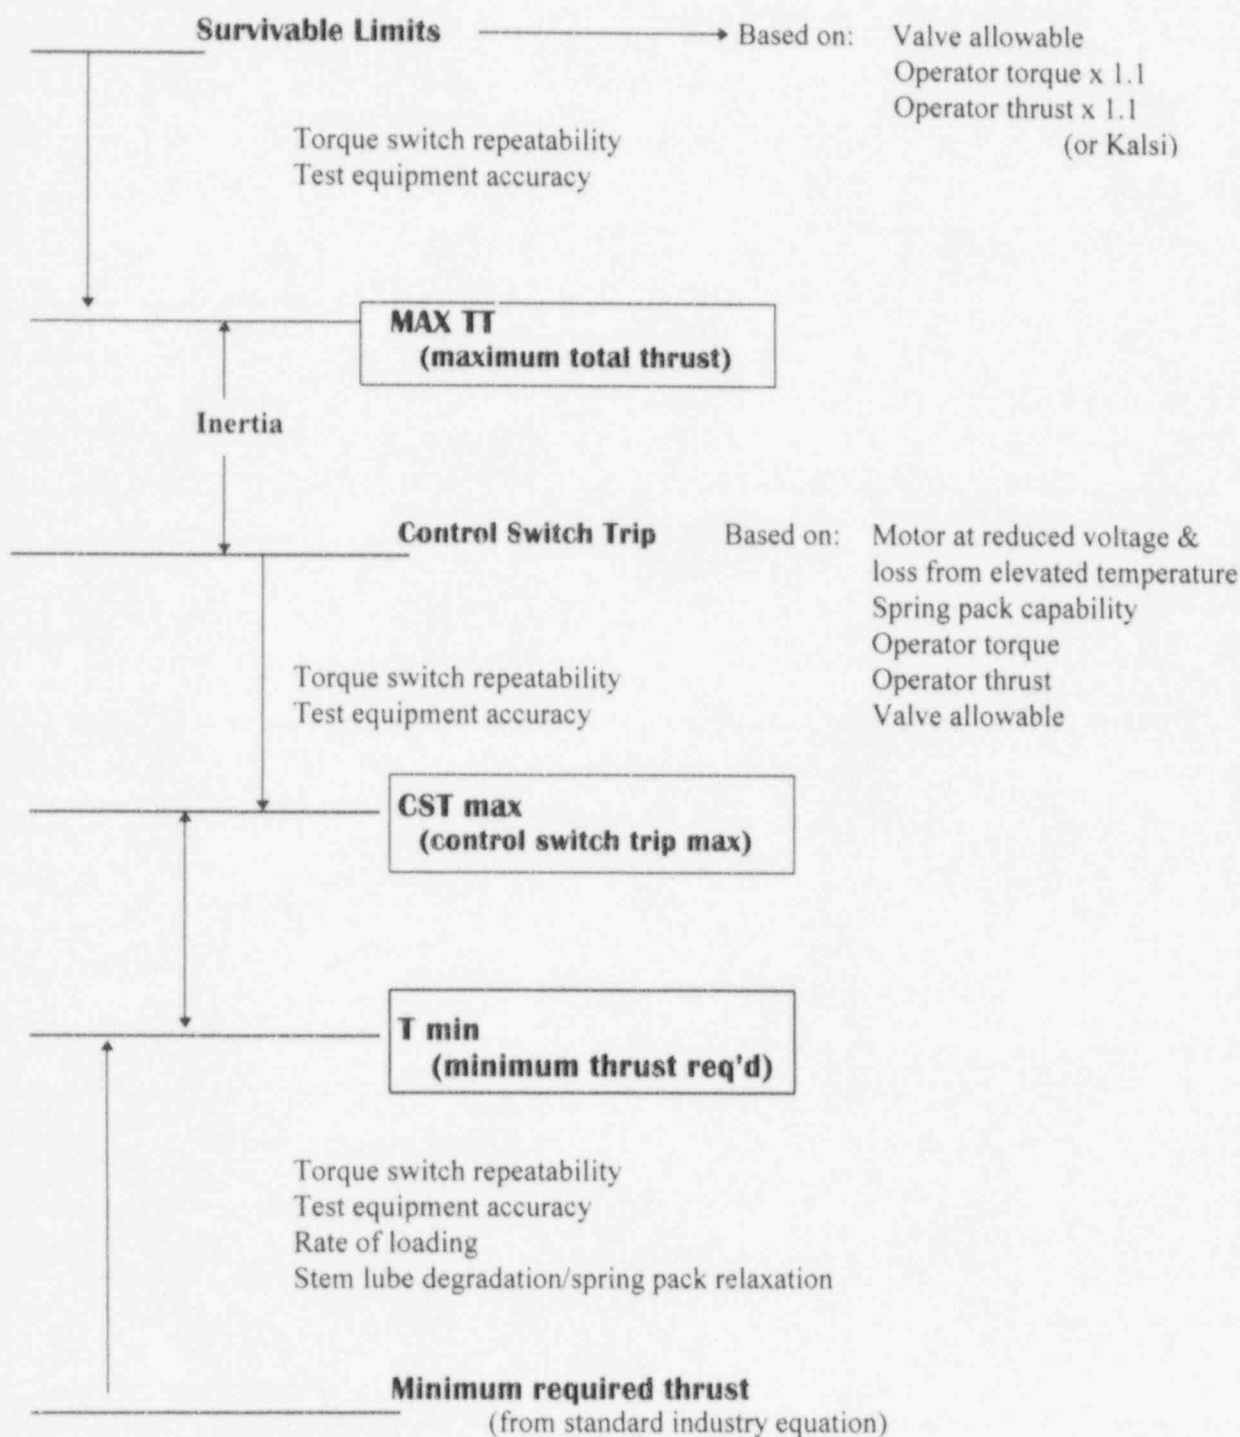 Survivable Limits
Based on: Valve allowable
Operator torque x 1.1
Operator thrust x 1.1
(or Kalsi)
Torque switch repeatability
Test equipment accuracy
MAX TT
(maximum total thrust)
Inertia
Control Switch Trip
Based on: Motor at reduced voltage &
loss from elevated temperature
Spring pack capability
Operator torque
Operator thrust
Valve allowable
Torque switch repeatability
Test equipment accuracy
CST max
(control switch trip max)
T min
(minimum thrust req'd)
Torque switch repeatability
Test equipment accuracy
Rate of loading
Stem lube degradation/spring pack relaxation
Minimum required thrust
(from standard industry equation)